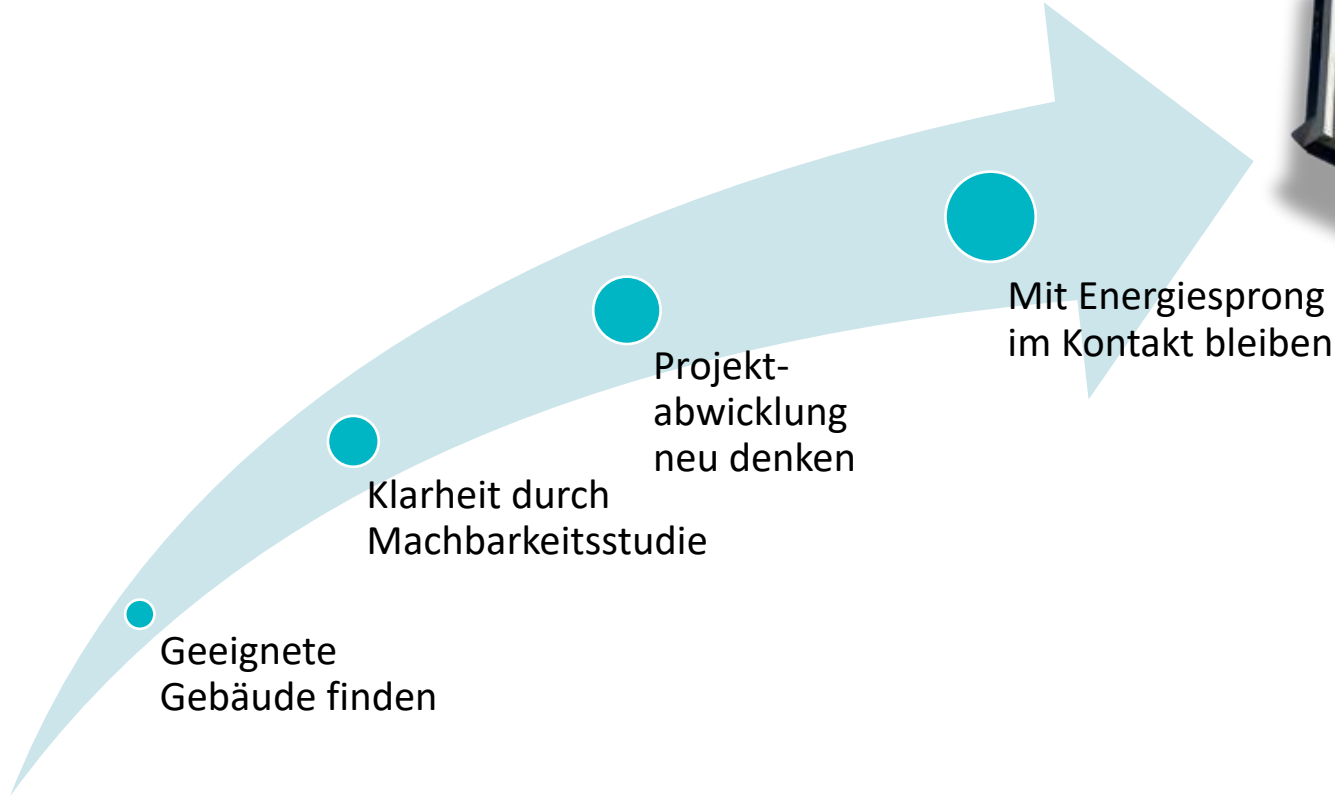 Geeignete
Gebäude finden
Klarheit durch
Machbarkeitsstudie
Projekt-
abwicklung
neu denken
Mit Energiesprong
im Kontakt bleiben